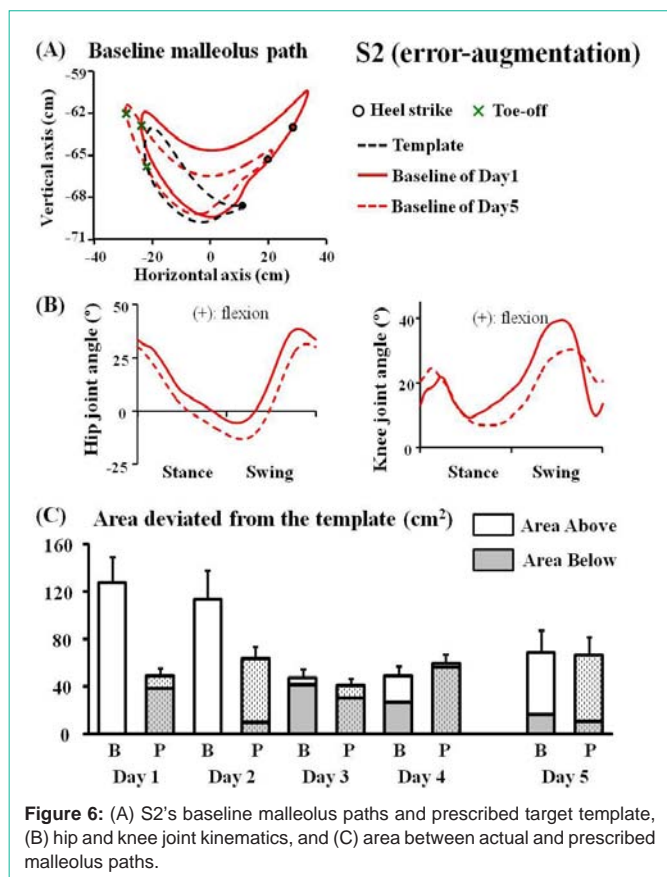 (A) Baseline malleolus path
S2 (error-augmentation)
Vertical axis (cm)
-59
-62
-65
-68
-71
-40 -20 0 20 40
Horizontal axis (cm)
Heel strike Toe-off
Template
Baseline of Day1
Baseline of Day5
(B)
Hip joint angle (°)
50
25
0
-25
(+): flexion
Stance Swing
Knee joint angle (°)
40
20
0
(+): flexion
Stance Swing
(C) Area deviated from the template (cm²)
Area Above
Area Below
160
120
80
40
0
B P B P B P B P B P
Day 1 Day 2 Day 3 Day 4 Day 5
Figure 6: (A) S2's baseline malleolus paths and prescribed target template,
(B) hip and knee joint kinematics, and (C) area between actual and prescribed
malleolus paths.